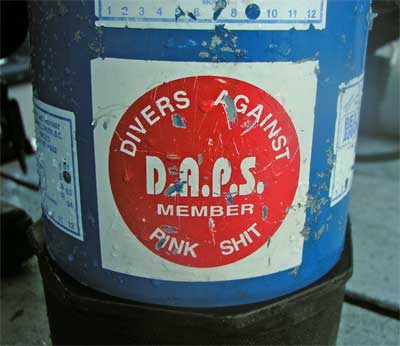 1 2 3 4 5 6 7 8 9 10 11 12
DIVERS AGAINST
D.A.P.S.
MEMBER
PINK SHIT